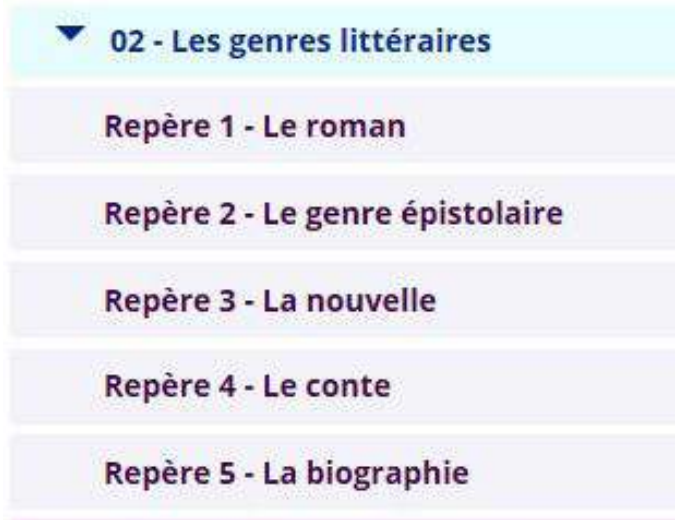 02 - Les genres littéraires
Repère 1 - Le roman
Repère 2 - Le genre épistolaire
Repère 3 - La nouvelle
Repère 4 - Le conte
Repère 5 - La biographie